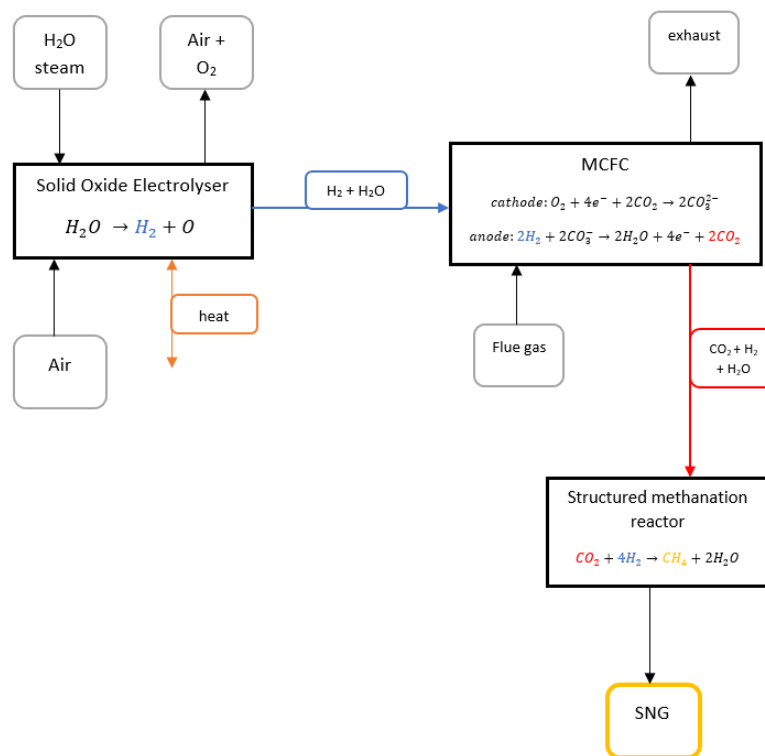 H₂O
steam
Air +
O₂
exhaust
Solid Oxide Electrolyser
H₂O → H₂ + O
H₂ + H₂O
MCFC
cathode: O₂ + 4e⁻ + 2CO₂ → 2CO₃²⁻
anode: 2H₂ + 2CO₃⁻ → 2H₂O + 4e⁻ + 2CO₂
heat
Air
Flue gas
CO₂ + H₂
+ H₂O
Structured methanation
reactor
CO₂ + 4H₂ → CH₄ + 2H₂O
SNG